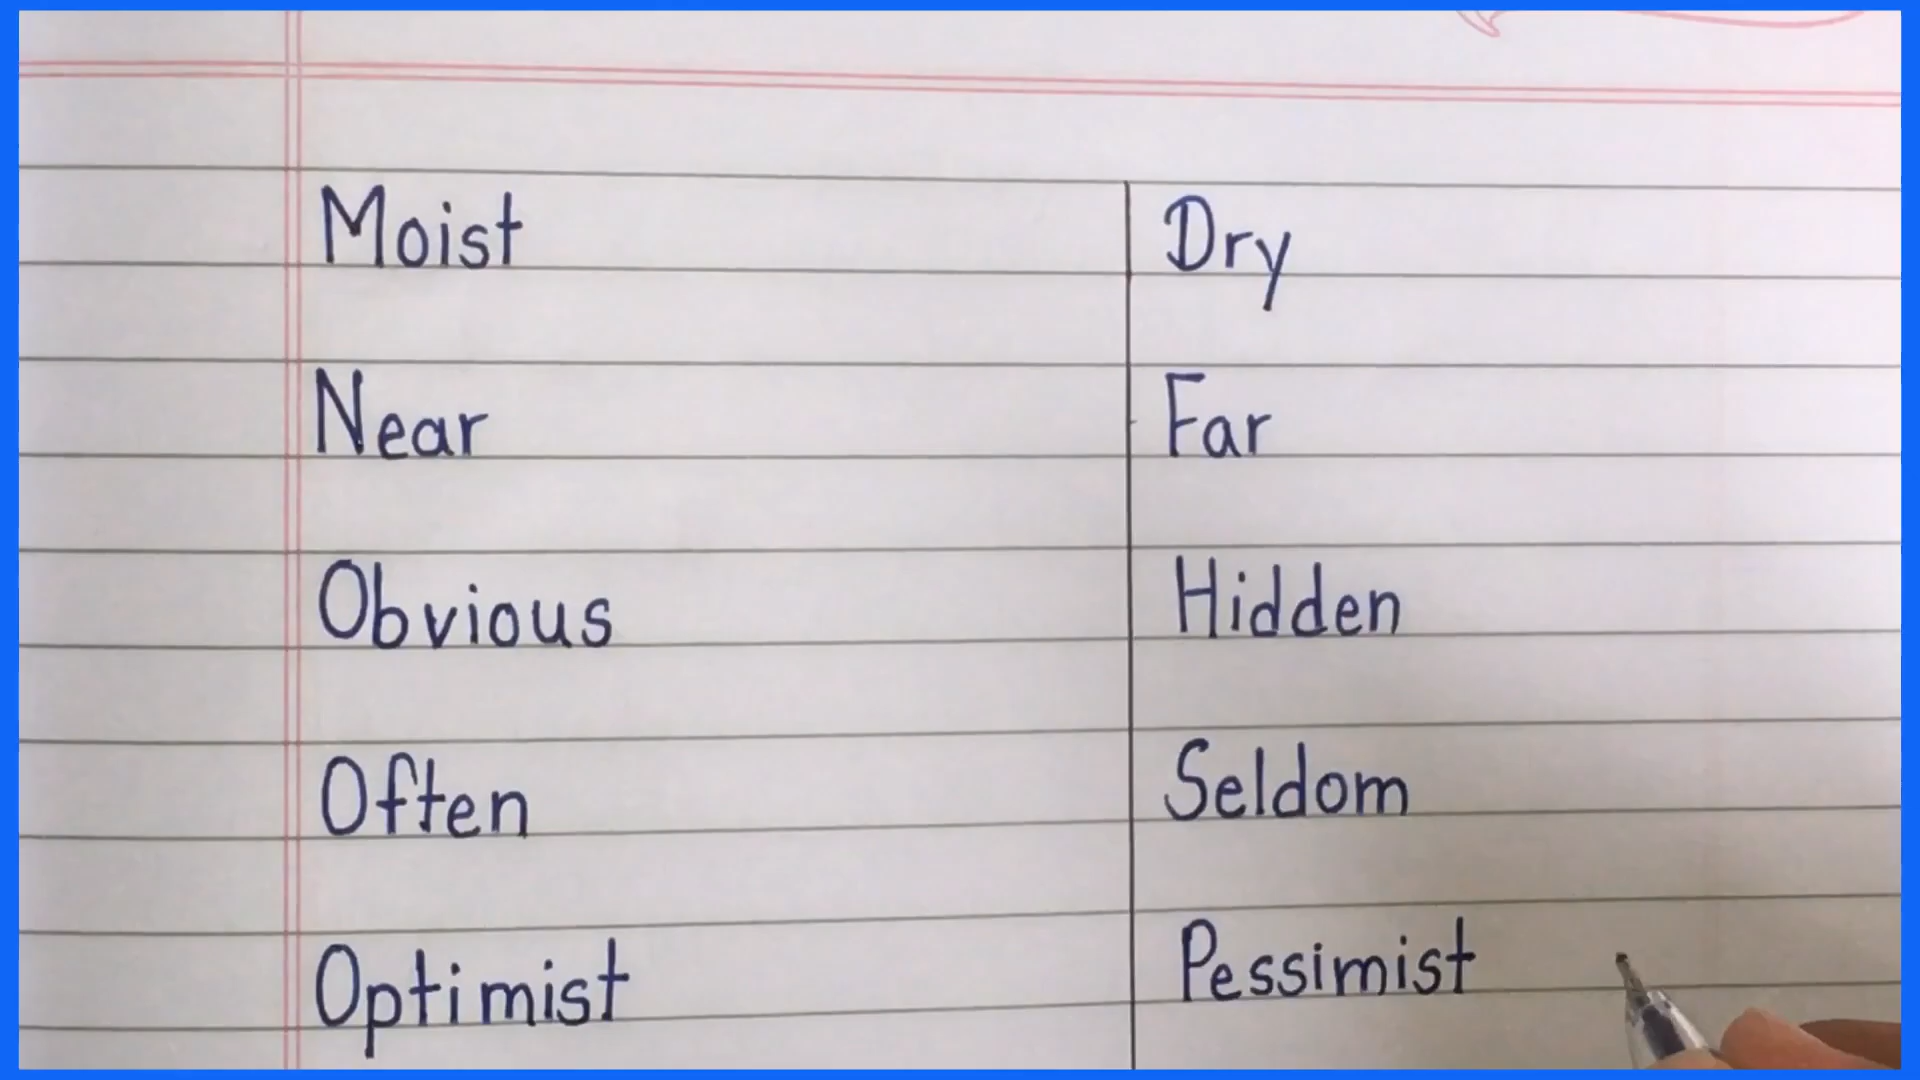 Moist Dry
Near Far
Obvious Hidden
Often Seldom
Optimist Pessimist